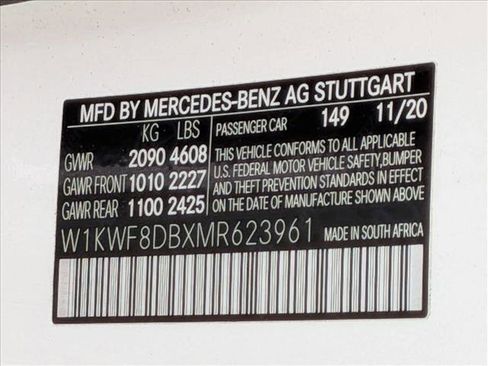 MFD BY MERCEDES-BENZ AG STUTTGART
KG LBS PASSENGER CAR 149 11/20
GVWR 2090 4608
GAWR FRONT 1010 2227
GAWR REAR 1100 2425
THIS VEHICLE CONFORMS TO ALL APPLICABLE
U.S. FEDERAL MOTOR VEHICLE SAFETY,BUMPER
AND THEFT PREVENTION STANDARDS IN EFFECT
ON THE DATE OF MANUFACTURE SHOWN ABOVE
W1KWF8DBXMR623961 MADE IN SOUTH AFRICA